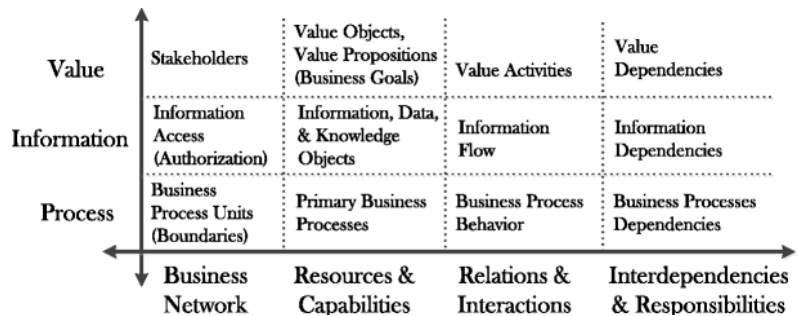 Value
Stakeholders
Value Objects,
Value Propositions
(Business Goals)
Value Activities
Value
Dependencies
Information
Information
Access
(Authorization)
Information, Data,
& Knowledge
Objects
Information
Flow
Information
Dependencies
Process
Business
Process Units
(Boundaries)
Primary Business
Processes
Business Process
Behavior
Business Processes
Dependencies
Business
Network
Resources &
Capabilities
Relations &
Interactions
Interdependencies
& Responsibilities